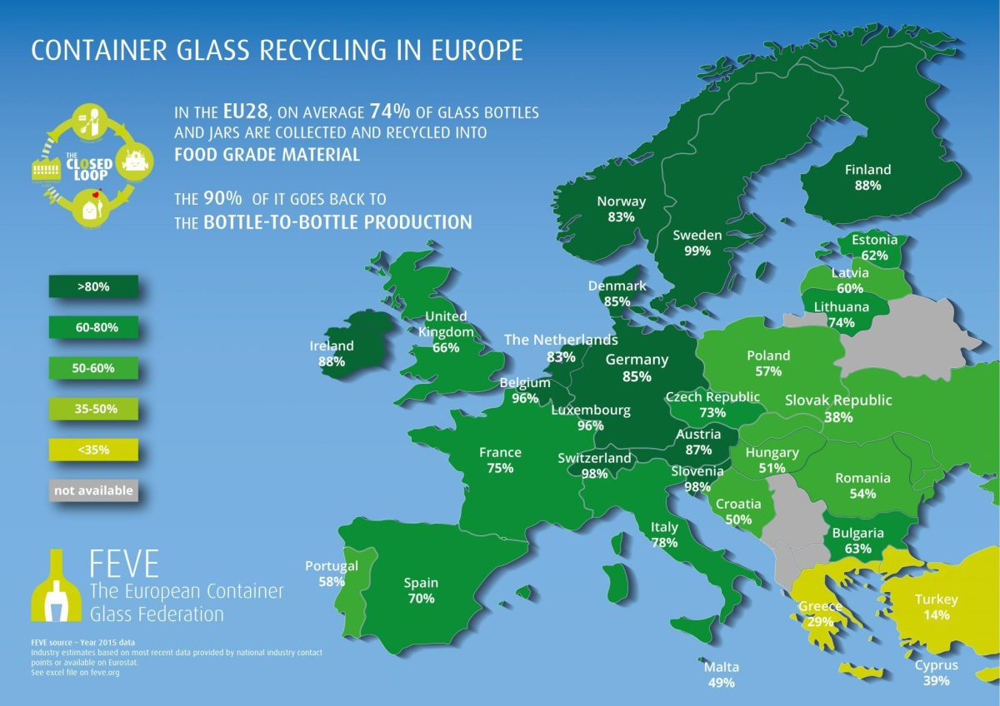 CONTAINER GLASS RECYCLING IN EUROPE
IN THE EU28, ON AVERAGE 74% OF GLASS BOTTLES
AND JARS ARE COLLECTED AND RECYCLED INTO
FOOD GRADE MATERIAL
THE
CLOSED
LOOP
THE 90% OF IT GOES BACK TO
THE BOTTLE-TO-BOTTLE PRODUCTION
>80%
60-80%
50-60%
35-50%
<35%
not available
Finland
88%
Norway
83%
Sweden
99%
Estonia
62%
Latvia
60%
Lithuana
74%
Denmark
85%
United
Kingdom
66%
Ireland
88%
The Netherlands
83%
Germany
85%
Poland
57%
Belgium
96%
Luxembourg
96%
Czech Republic
73%
Slovak Republic
38%
Austria
87%
France
75%
Switzerland
98%
Slovenia
98%
Hungary
51%
Romania
54%
Croatia
50%
Italy
78%
Bulgaria
63%
Portugal
58%
Spain
70%
Greece
29%
Turkey
14%
Malta
49%
Cyprus
39%
FEVE
The European Container
Glass Federation
FEVE source – Year 2015 data
Industry estimates based on most recent data provided by national industry contact
points or available on Eurostat.
See excel file on feve.org